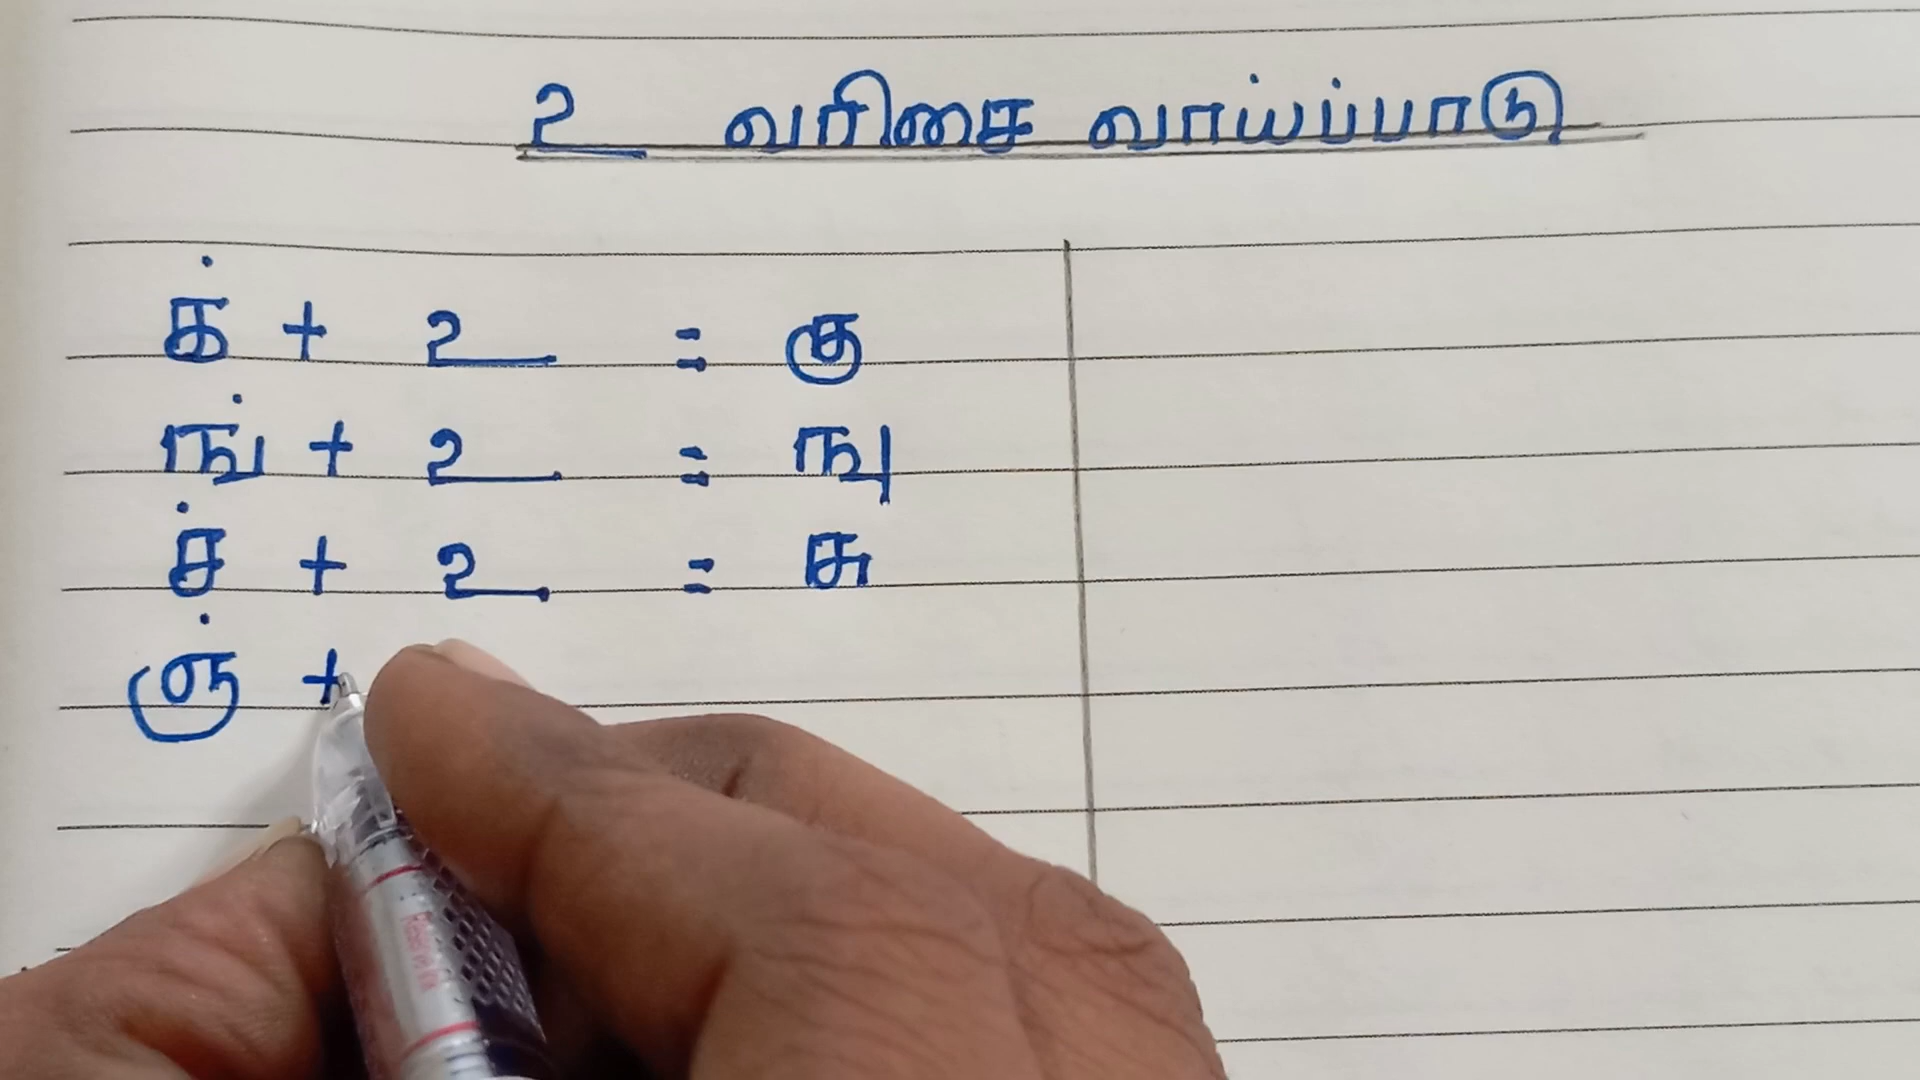 உ வரிசை வாய்ப்பாடு
க் + உ = கு
ங் + உ = ஙு
ச் + உ = சு
ஞ் +